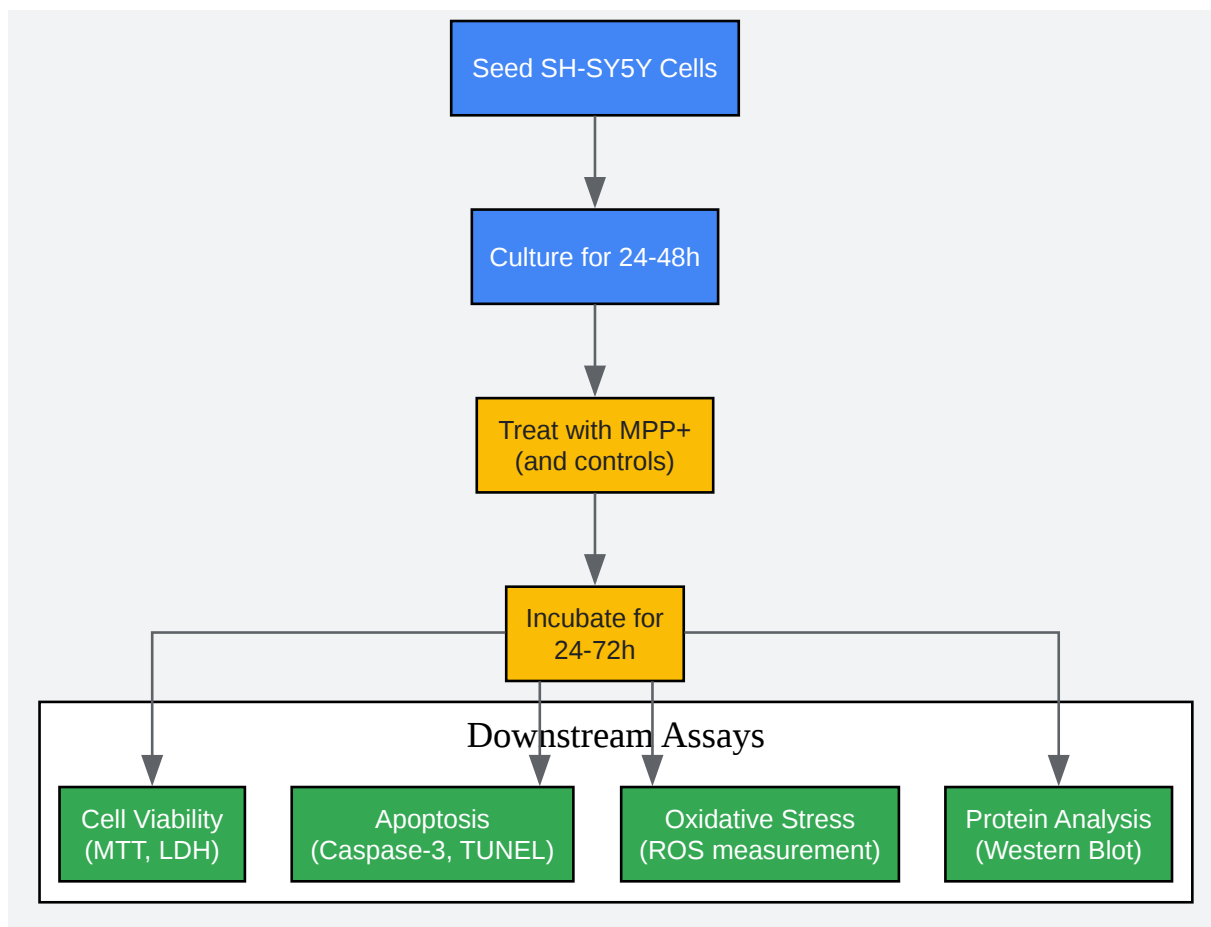 Seed SH-SY5Y Cells
Culture for 24-48h
Treat with MPP+
(and controls)
Incubate for
24-72h
Downstream Assays
Cell Viability
(MTT, LDH)
Apoptosis
(Caspase-3, TUNEL)
Oxidative Stress
(ROS measurement)
Protein Analysis
(Western Blot)